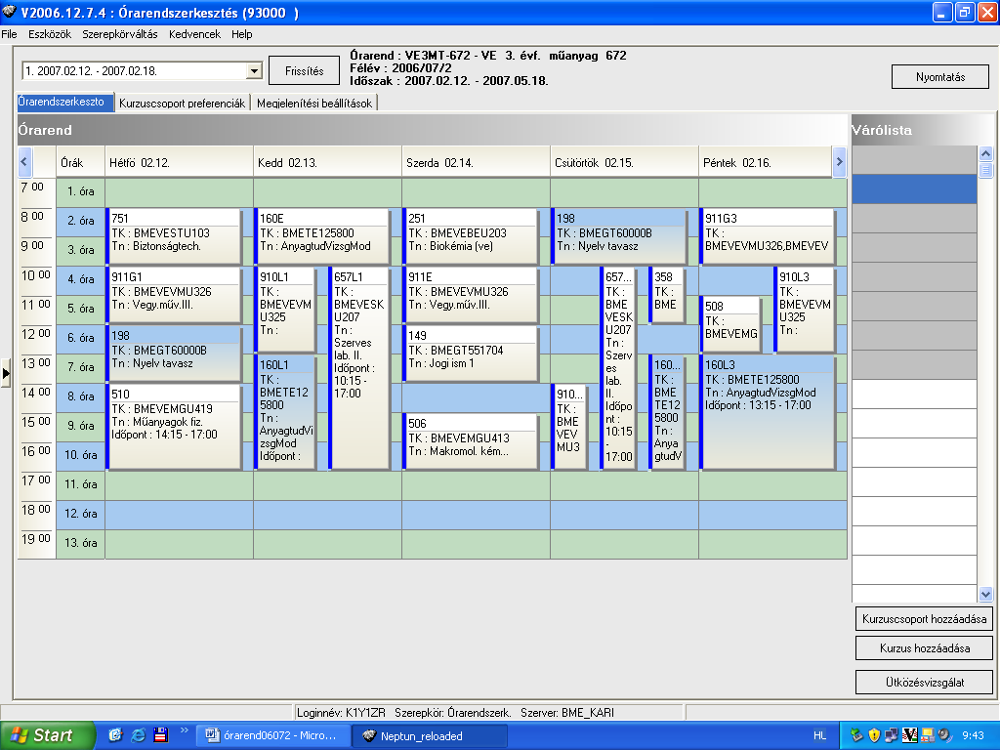 V2006.12.7.4 : Órarendszerkesztés (93000 )
File Eszközök Szerepkörváltás Kedvencek Help
1. 2007.02.12. - 2007.02.18.
Frissítés
Órarend : VE3MT-672 - VE 3. évf. műanyag 672
Félév : 2006/07/2
Időszak : 2007.02.12. - 2007.05.18.
Nyomtatás
Órarendszerkeszto Kurzuscsoport preferenciák Megjelenítési beállítások
Órarend
Várólista
Órák Hétfö 02.12. Kedd 02.13. Szerda 02.14. Csütörtök 02.15. Péntek 02.16.
7 00 1. óra
8 00 2. óra
9 00 3. óra
10 00 4. óra
11 00 5. óra
12 00 6. óra
13 00 7. óra
14 00 8. óra
15 00 9. óra
16 00 10. óra
17 00 11. óra
18 00 12. óra
19 00 13. óra
751
TK : BMEVESTU103
Tn : Biztonságtech.
911G1
TK : BMEVEVMU326
Tn : Vegy.műv.III.
198
TK : BMEGT60000B
Tn : Nyelv tavasz
510
TK : BMEVEMGU419
Tn : Műanyagok fiz.
Időpont : 14:15 - 17:00
160E
TK : BMETE125800
Tn : AnyagtudVizsgMod
910L1
TK :
BMEVEVM
U325
Tn :
160L1
TK :
BMETE12
5800
Tn :
AnyagtudVi
zsgMod
Időpont :
657L1
TK :
BMEVESK
U207
Tn :
Szerves
lab. II.
Időpont :
10:15 -
17:00
251
TK : BMEVEBEU203
Tn : Biokémia (ve)
911E
TK : BMEVEVMU326
Tn : Vegy.műv.III.
149
TK : BMEGT551704
Tn : Jogi ism 1
506
TK : BMEVEMGU413
Tn : Makromol. kém...
198
TK : BMEGT60000B
Tn : Nyelv tavasz
910...
TK :
BME
VEV
MU3
657...
TK :
BME
VESK
U207
Tn :
Szerv
es
lab.
II.
Időpo
nt :
10:15
-
17:00
358
TK :
BME
160...
TK :
BME
TE12
5800
Tn :
Anya
gtudV
911G3
TK :
BMEVEVMU326,BMEVEV
508
TK :
BMEVEMG
910L3
TK :
BMEVEVM
U325
Tn :
160L3
TK : BMETE125800
Tn : AnyagtudVizsgMod
Időpont : 13:15 - 17:00
Kurzuscsoport hozzáadása
Kurzus hozzáadása
Ütközésvizsgálat
Loginnév: K1Y1ZR Szerepkör: Órarendszerk. Szerver: BME_KARI
Start
órarend06072 - Micro...
Neptun_reloaded
HL
9:43